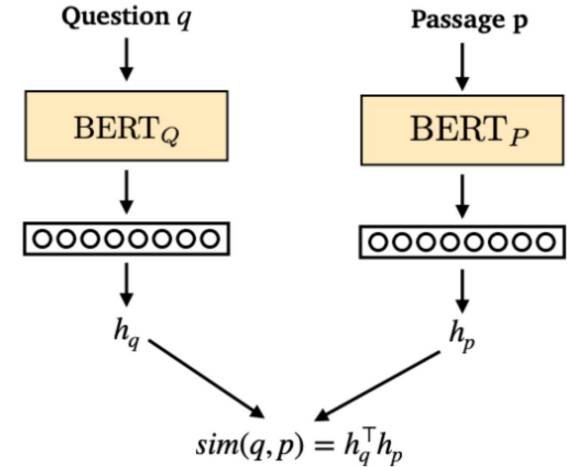 Question q
Passage p
BERT_Q
BERT_P
h_q
h_p
sim(q, p) = h_q^⊤ h_p